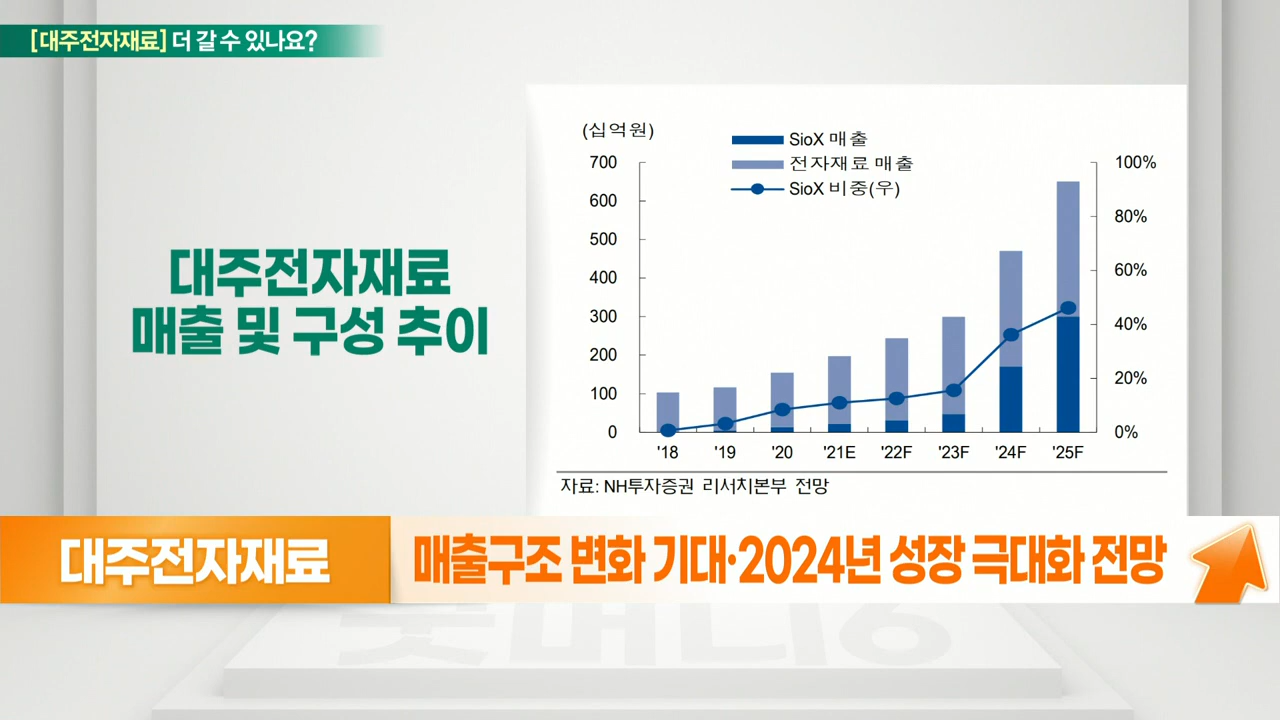 [대주전자재료] 더 갈 수 있나요?
대주전자재료
매출 및 구성 추이
(십억원)
SioX 매출
전자재료 매출
SioX 비중(우)
700
600
500
400
300
200
100
0
100%
80%
60%
40%
20%
0%
'18 '19 '20 '21E '22F '23F '24F '25F
자료: NH투자증권 리서치본부 전망
대주전자재료
매출구조 변화 기대·2024년 성장 극대화 전망
머니6